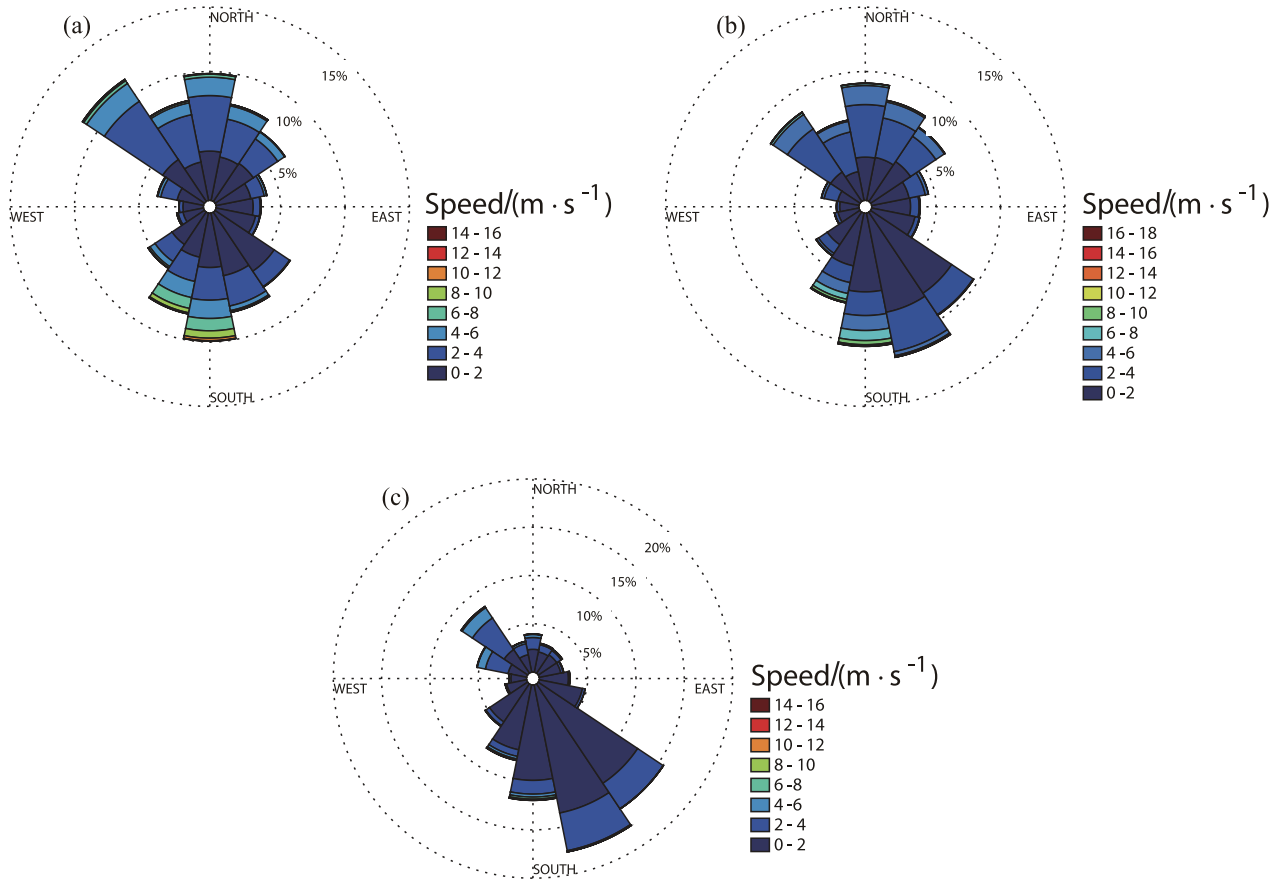 (a)
NORTH
15%
10%
5%
WEST
EAST
SOUTH
Speed/(m · s⁻¹)
14 - 16
12 - 14
10 - 12
8 - 10
6 -8
4 -6
2 - 4
0 - 2
(b)
NORTH
15%
10%
5%
WEST
EAST
SOUTH
Speed/(m · s⁻¹)
16 - 18
14 - 16
12 - 14
10 - 12
8 - 10
6 - 8
4 - 6
2 -4
0 - 2
(c)
NORTH
20%
15%
10%
5%
WEST
EAST
SOUTH
Speed/(m · s⁻¹)
14 - 16
12 - 14
10 - 12
8 - 10
6 -8
4 -6
2 - 4
0 - 2